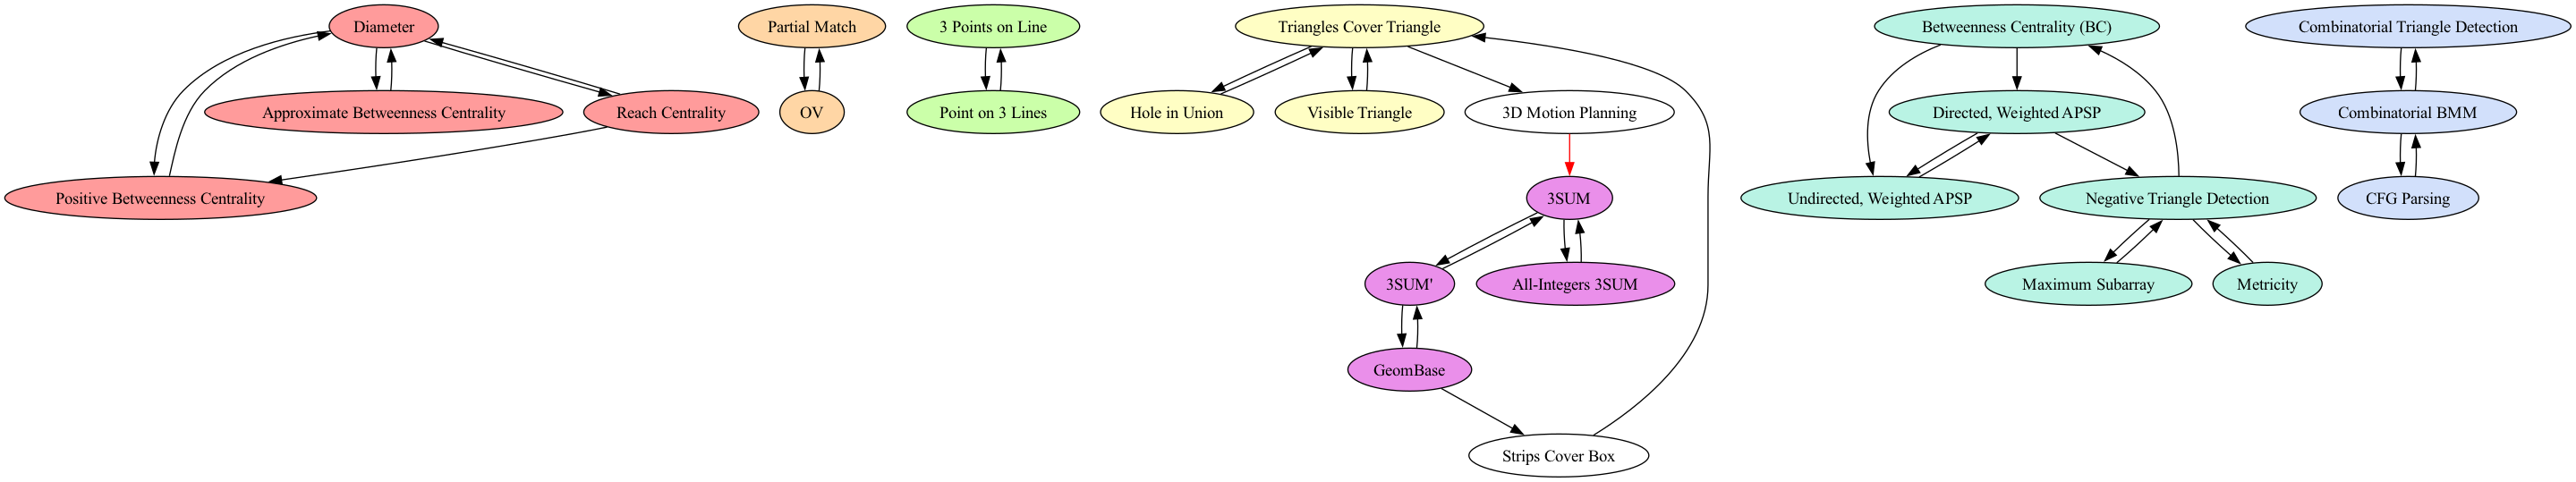 Diameter
Partial Match
3 Points on Line
Triangles Cover Triangle
Betweenness Centrality (BC)
Combinatorial Triangle Detection
Approximate Betweenness Centrality
Reach Centrality
OV
Point on 3 Lines
Hole in Union
Visible Triangle
3D Motion Planning
Directed, Weighted APSP
Combinatorial BMM
Positive Betweenness Centrality
3SUM
Undirected, Weighted APSP
Negative Triangle Detection
CFG Parsing
3SUM'
All-Integers 3SUM
Maximum Subarray
Metricity
GeomBase
Strips Cover Box